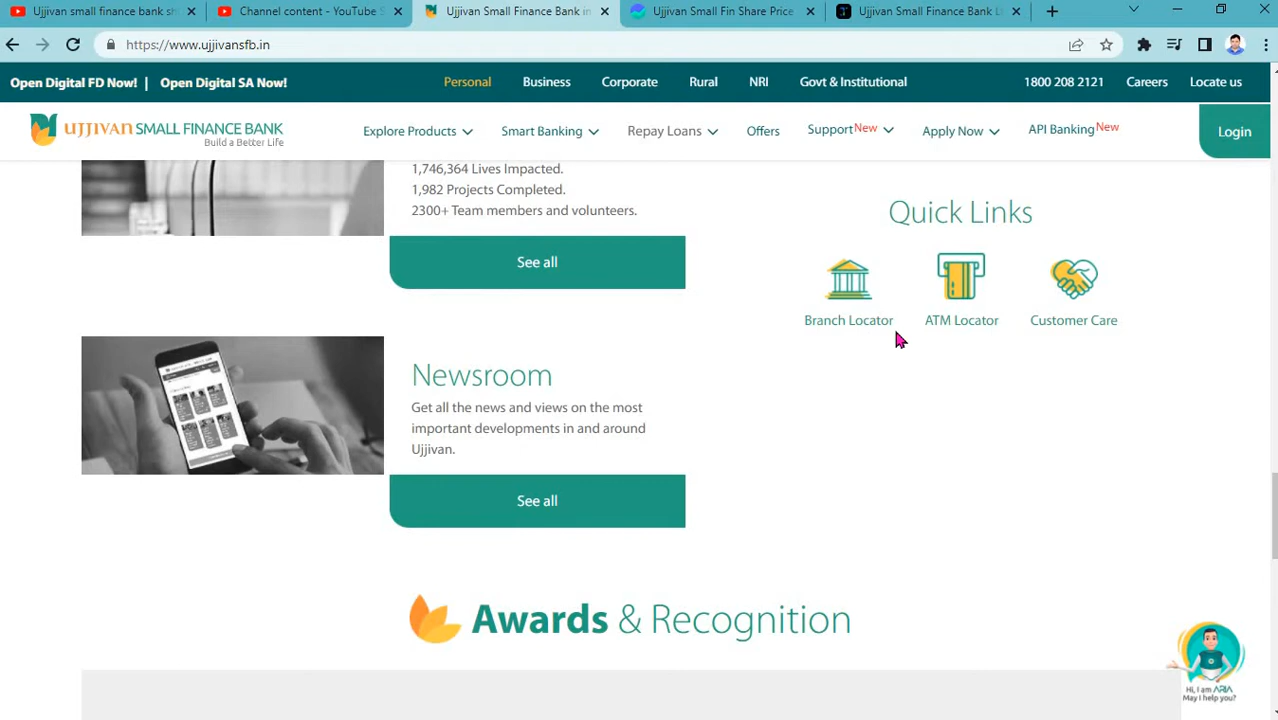 Ujjivan small finance bank sh
Channel content - YouTube S
Ujjivan Small Finance Bank in
Ujjivan Small Fin Share Price
Ujjivan Small Finance Bank L
https://www.ujjivansfb.in
Open Digital FD Now! | Open Digital SA Now!
Personal
Business
Corporate
Rural
NRI
Govt & Institutional
1800 208 2121
Careers
Locate us
UJJIVAN SMALL FINANCE BANK
Build a Better Life
Explore Products
Smart Banking
Repay Loans
Offers
Support New
Apply Now
API Banking New
Login
1,746,364 Lives Impacted.
1,982 Projects Completed.
2300+ Team members and volunteers.
See all
Quick Links
Branch Locator
ATM Locator
Customer Care
Newsroom
Get all the news and views on the most
important developments in and around
Ujjivan.
See all
Awards & Recognition
Hi, I am ARIA
May I help you?